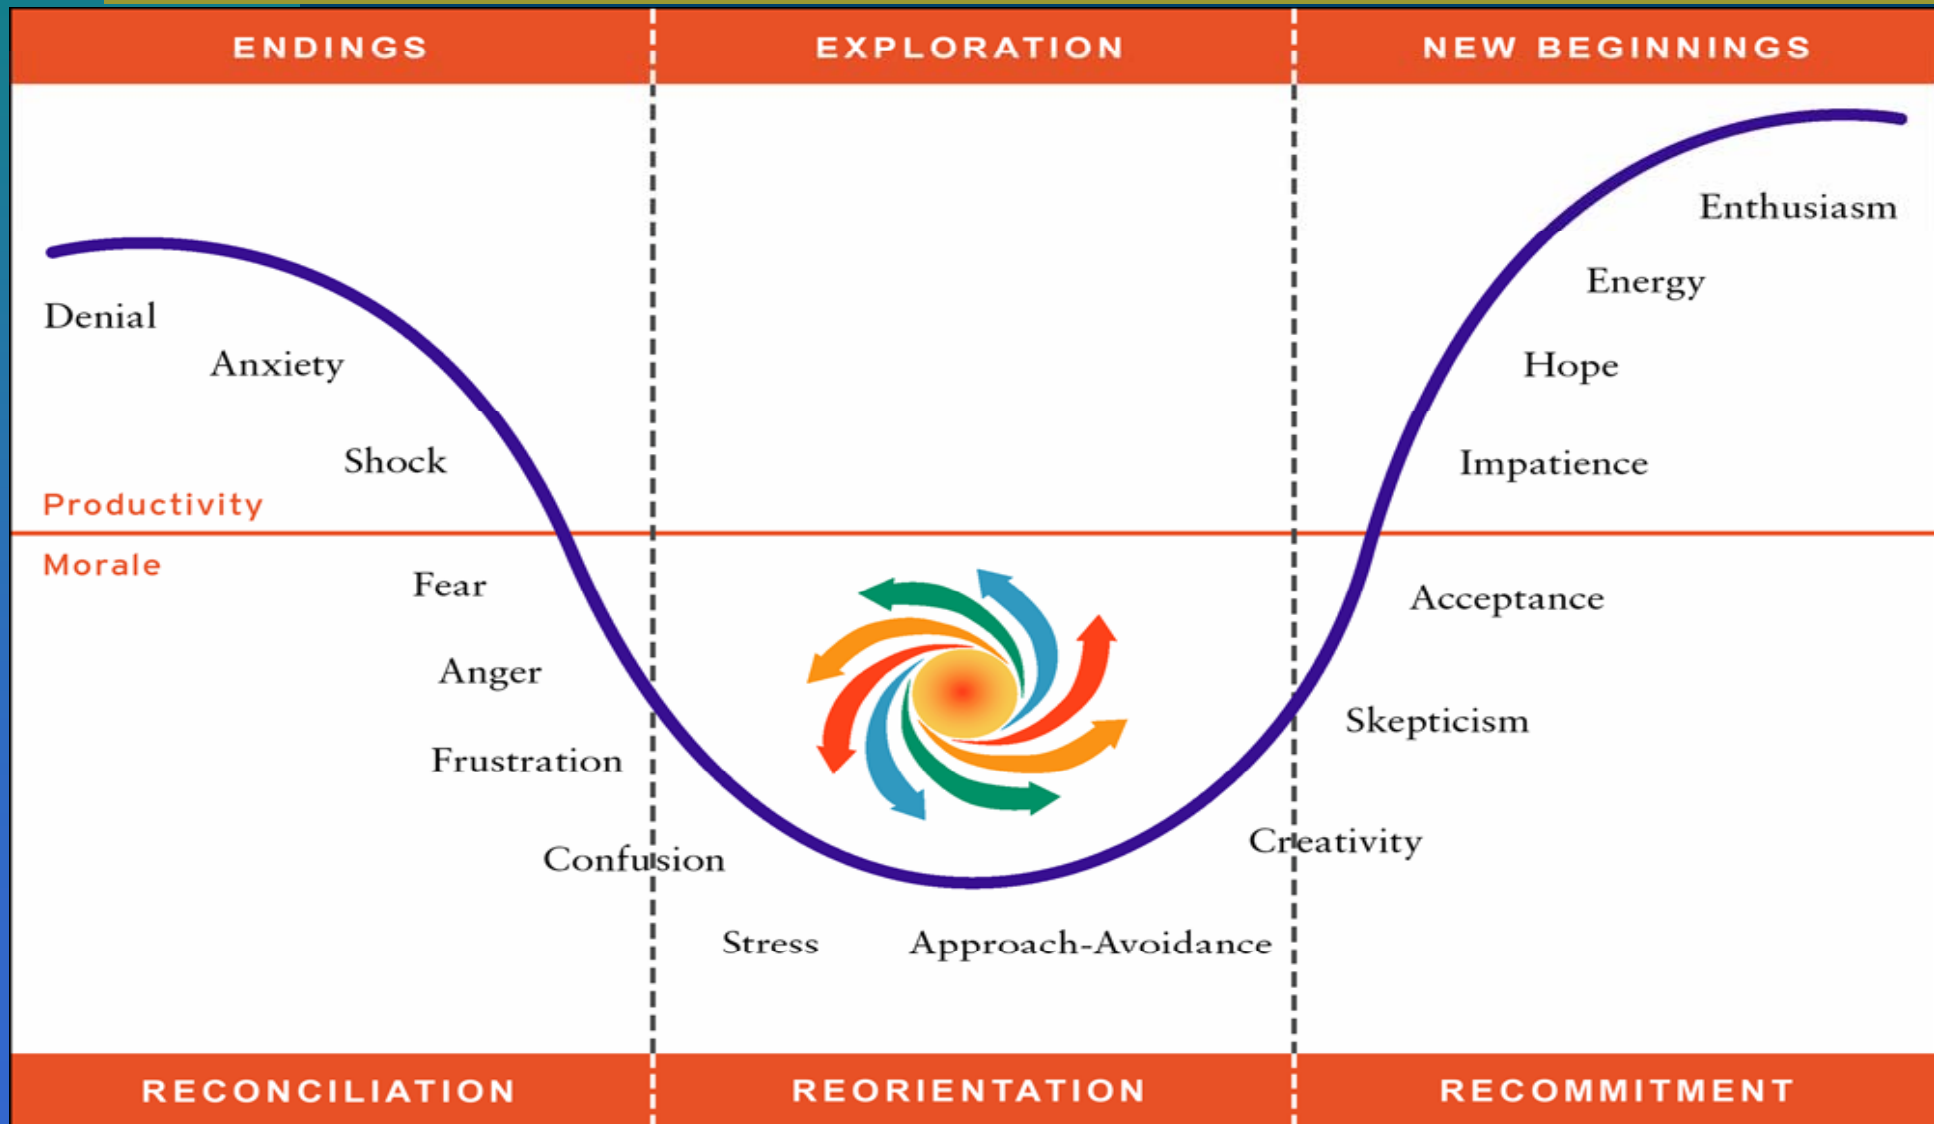 ENDINGS
EXPLORATION
NEW BEGINNINGS
Denial
Anxiety
Shock
Productivity
Morale
Fear
Anger
Frustration
Confusion
Stress
Approach-Avoidance
Creativity
Skepticism
Acceptance
Impatience
Hope
Energy
Enthusiasm
RECONCILIATION
REORIENTATION
RECOMMITMENT